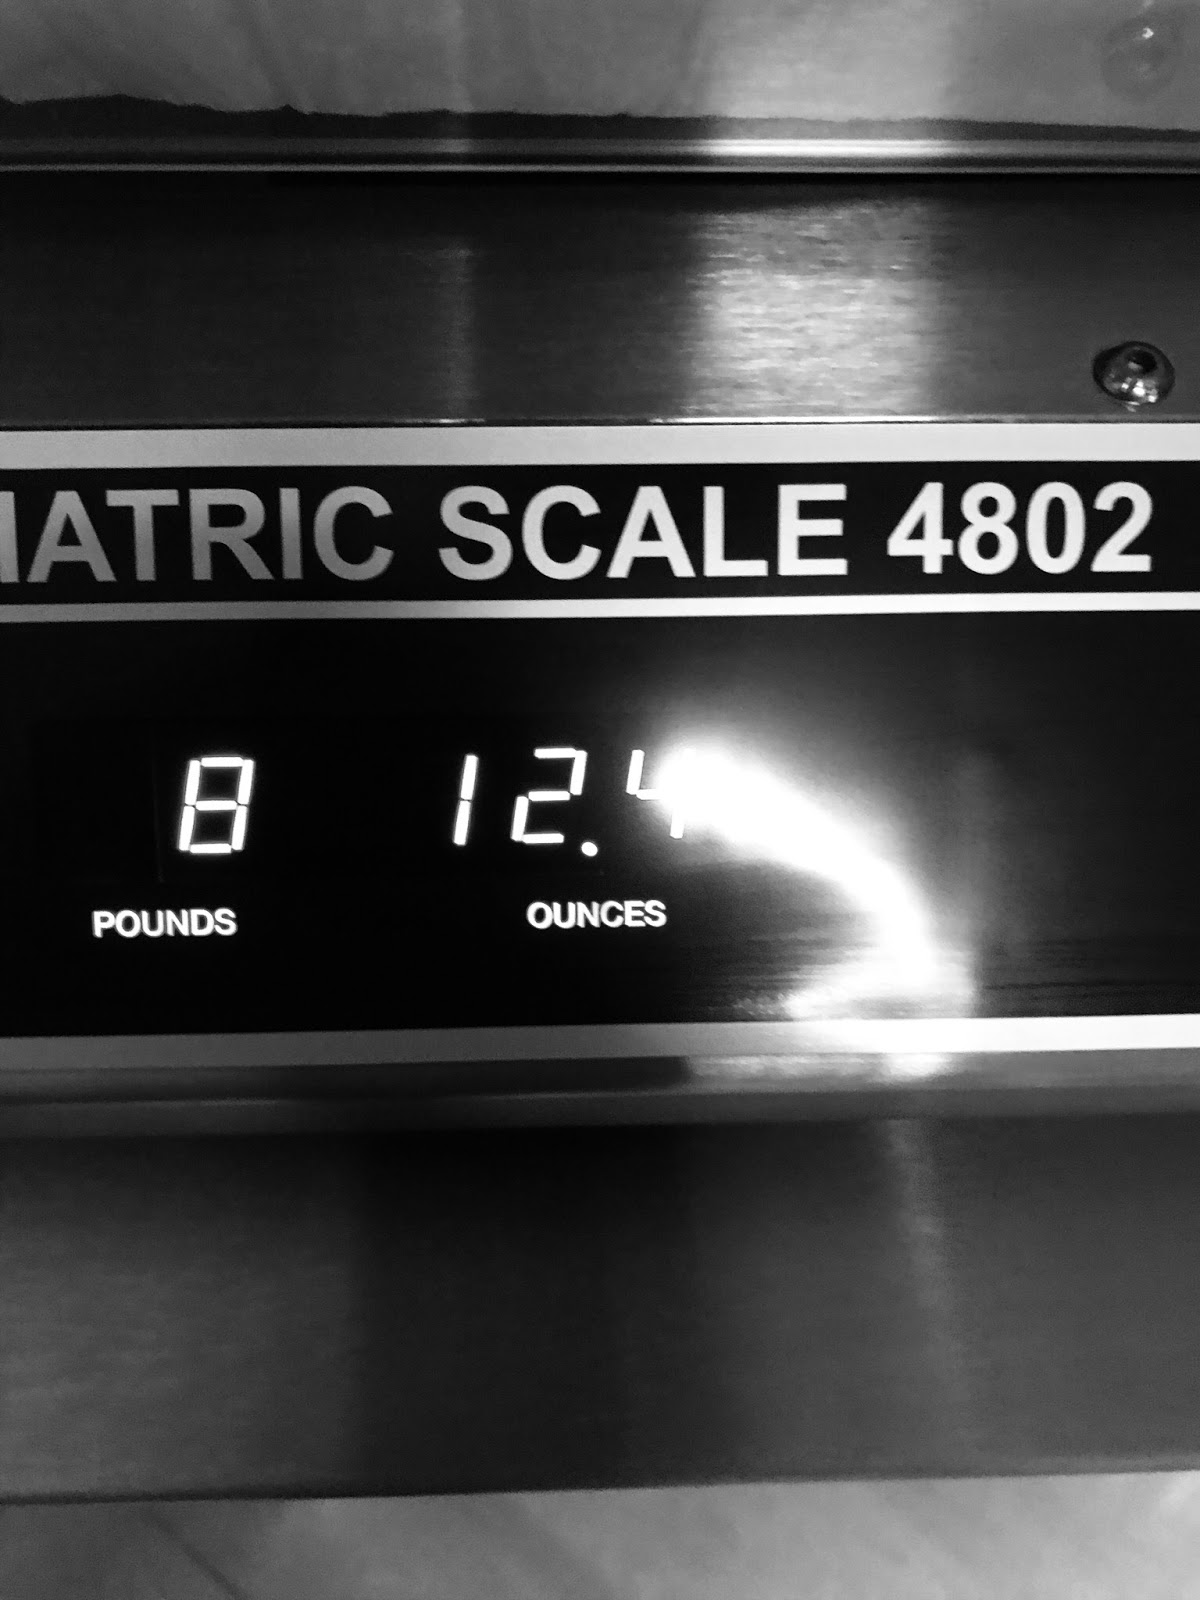 IATRIC SCALE 4802
8 12.4
POUNDS OUNCES